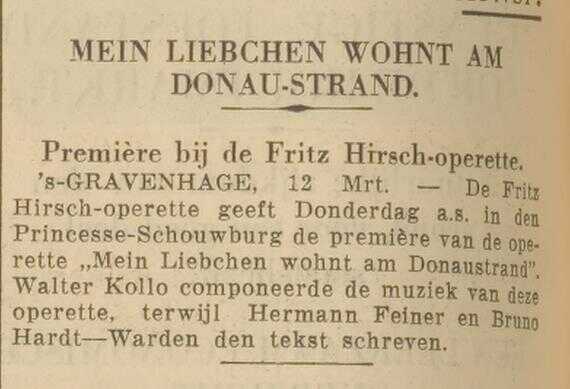 MEIN LIEBCHEN WOHNT AM
DONAU-STRAND.
Première bij de Fritz Hirsch-operette.
's-GRAVENHAGE, 12 Mrt. — De Fritz
Hirsch-operette geeft Donderdag a.s. in den
Princesse-Schouwburg de première van de ope-
rette „Mein Liebchen wohnt am Donaustrand".
Walter Kollo componeerde de muziek van deze
operette, terwijl Hermann Feiner en Bruno
Hardt—Warden den tekst schreven.